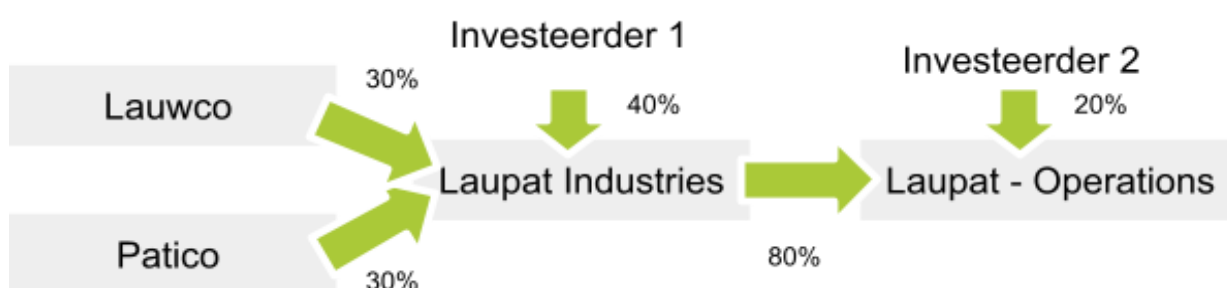 Investeerder 1
Investeerder 2
30%
Lauwco
40%
20%
Laupat Industries
Laupat - Operations
Patico
80%
30%